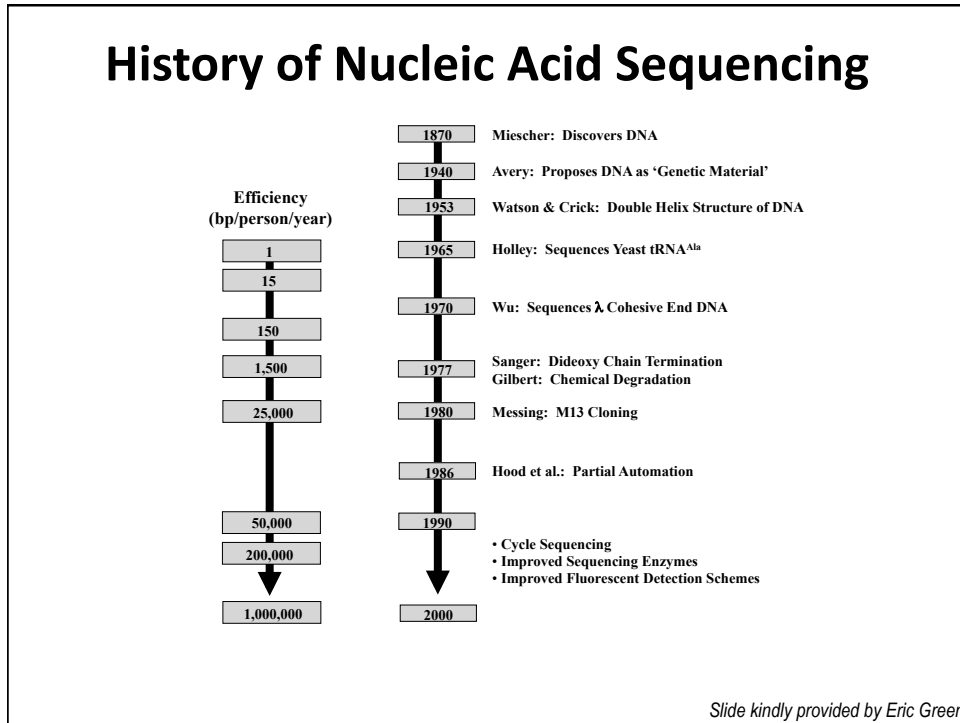 History of Nucleic Acid Sequencing
Efficiency
(bp/person/year)
1
15
150
1,500
25,000
50,000
200,000
1,000,000
1870 Miescher: Discovers DNA
1940 Avery: Proposes DNA as ‘Genetic Material’
1953 Watson & Crick: Double Helix Structure of DNA
1965 Holley: Sequences Yeast tRNAAla
1970 Wu: Sequences λ Cohesive End DNA
1977 Sanger: Dideoxy Chain Termination
Gilbert: Chemical Degradation
1980 Messing: M13 Cloning
1986 Hood et al.: Partial Automation
1990
• Cycle Sequencing
• Improved Sequencing Enzymes
• Improved Fluorescent Detection Schemes
2000
Slide kindly provided by Eric Green